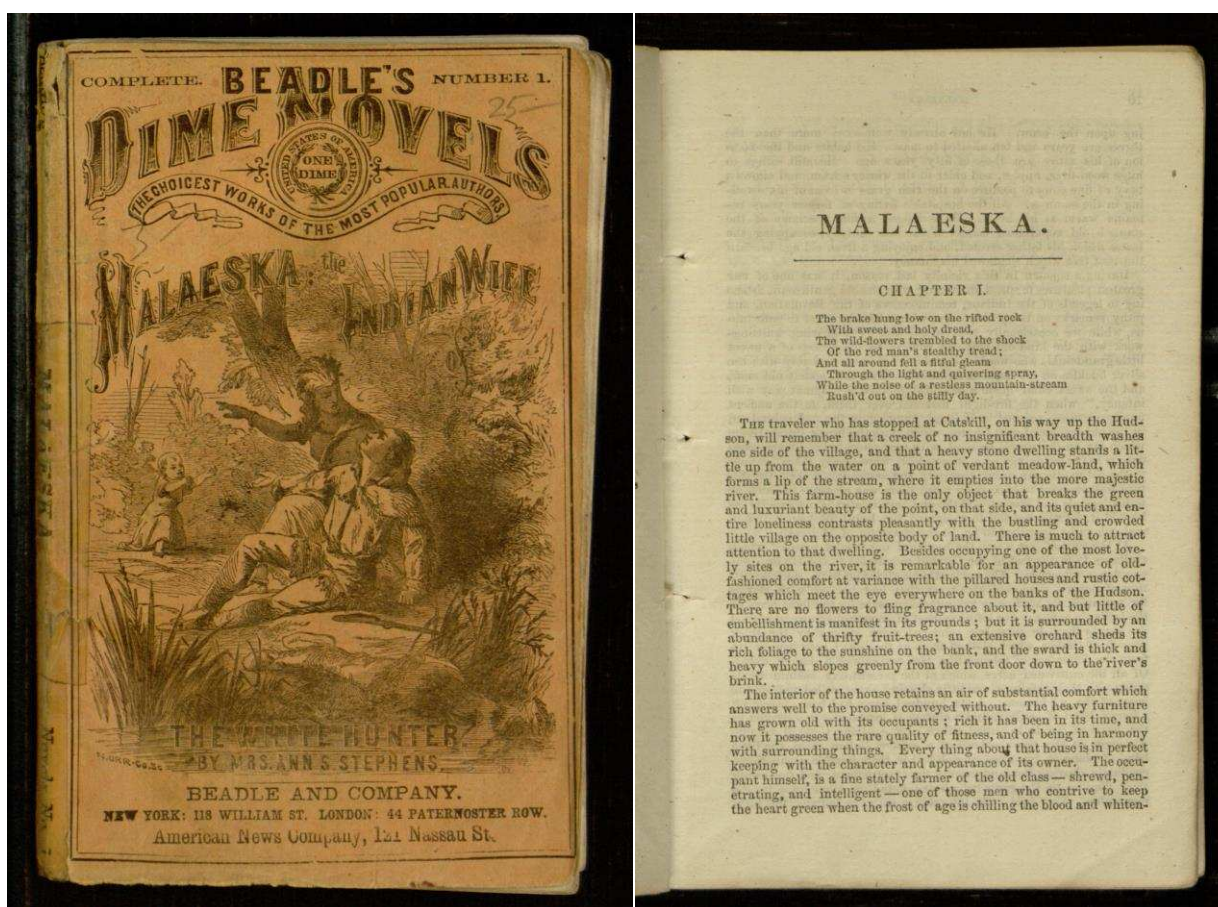 COMPLETE. BEADLE'S NUMBER 1.
25
DIME NOVELS
UNITED STATES OF AMERICA
ONE
DIME
THE CHOICEST WORKS OF THE MOST POPULAR AUTHORS.
MALAESKA; the
INDIAN WIFE
THE WHITE HUNTER.
BY MRS. ANN S. STEPHENS.
BEADLE AND COMPANY.
NEW YORK: 118 WILLIAM ST. LONDON: 44 PATERNOSTER ROW.
American News Company, 121 Nassau St.
MALAESKA
MALAESKA.
CHAPTER I.
The brake hung low on the rifted rock
With sweet and holy dread,
The wild-flowers trembled to the shock
Of the red man's stealthy tread;
And all around fell a fitful gleam
Through the light and quivering spray,
While the noise of a restless mountain-stream
Rush'd out on the stilly day.
THE traveler who has stopped at Catskill, on his way up the Hud-
son, will remember that a creek of no insignificant breadth washes
one side of the village, and that a heavy stone dwelling stands a lit-
tle up from the water on a point of verdant meadow-land, which
forms a lip of the stream, where it empties into the more majestic
river. This farm-house is the only object that breaks the green
and luxuriant beauty of the point, on that side, and its quiet and en-
tire loneliness contrasts pleasantly with the bustling and crowded
little village on the opposite body of land. There is much to attract
attention to that dwelling. Besides occupying one of the most love-
ly sites on the river, it is remarkable for an appearance of old-
fashioned comfort at variance with the pillared houses and rustic cot-
tages which meet the eye everywhere on the banks of the Hudson.
There are no flowers to fling fragrance about it, and but little of
embellishment is manifest in its grounds; but it is surrounded by an
abundance of thrifty fruit-trees; an extensive orchard sheds its
rich foliage to the sunshine on the bank, and the sward is thick and
heavy which slopes greenly from the front door down to the river's
brink.
The interior of the house retains an air of substantial comfort which
answers well to the promise conveyed without. The heavy furniture
has grown old with its occupants; rich it has been in its time, and
now it possesses the rare quality of fitness, and of being in harmony
with surrounding things. Every thing about that house is in perfect
keeping with the character and appearance of its owner. The occu-
pant himself, is a fine stately farmer of the old class—shrewd, pen-
etrating, and intelligent—one of those men who contrive to keep
the heart green when the frost of age is chilling the blood and whiten-